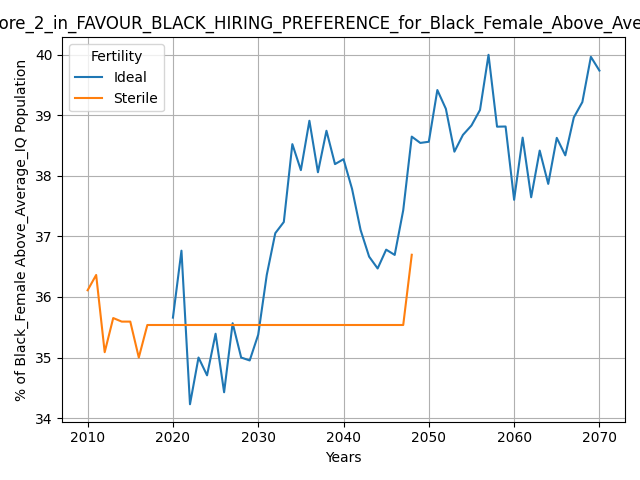 ore_2_in_FAVOUR_BLACK_HIRING_PREFERENCE_for_Black_Female_Above_Ave
Fertility
Ideal
Sterile
% of Black_Female Above_Average_IQ Population
40
39
38
37
36
35
34
2010 2020 2030 2040 2050 2060 2070
Years